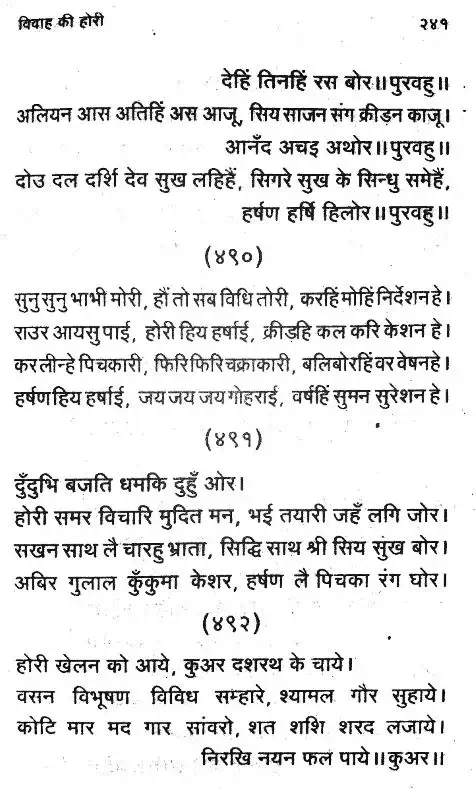 विवाह की होरी २४१
देहिं तिनहिं रस बोर॥पुरवहु॥
अलियन आस अतिहिं अस आजू, सिय साजन संग क्रीड़न काजू।
आनँद अचइ अथोर॥पुरवहु॥
दोउ दल दर्शि देव सुख लहिहैं, सिगरे सुख के सिन्धु समेहैं,
हर्षण हर्षि हिलोर॥पुरवहु॥
(४९०)
सुनु सुनु भाभी मोरी, हौं तो सब विधि तोरी, करहिं मोहिं निर्देशन हे।
राउर आयसु पाई, होरी हिय हर्षाई, क्रीड़हि कल करि केशन हे।
कर लीन्हे पिचकारी, फिरि फिरि चक्राकारी, बलि बोरहिं वर वेषन हे।
हर्षण हिय हर्षाई, जय जय जय गोहराई, वर्षहिं सुमन सुरेशन हे।
(४९१)
दुँदुभि बजति धमकि दुहुँ ओर।
होरी समर विचारि मुदित मन, भई तयारी जहँ लगि जोर।
सखन साथ लै चारहु भ्राता, सिद्धि साथ श्री सिय सुख बोर।
अबिर गुलाल कुँकुमा केशर, हर्षण लै पिचका रंग घोर।
(४९२)
होरी खेलन को आये, कुअर दशरथ के चाये।
वसन विभूषण विविध सम्हारे, श्यामल गौर सुहाये।
कोटि मार मद गार सांवरो, शत शशि शरद लजाये।
निरखि नयन फल पाये॥कुअर॥